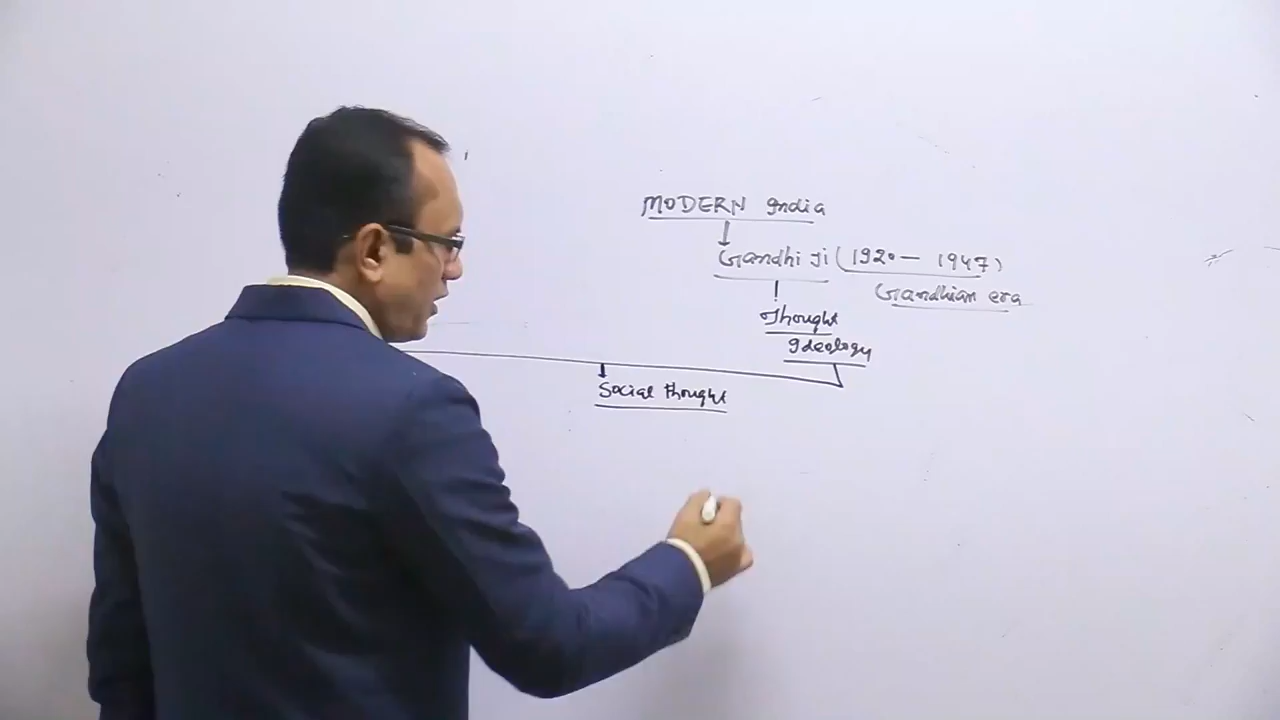 MODERN India
Gandhi Ji (1920 - 1947)
Gandhian era
Thought
Ideology
Social thought